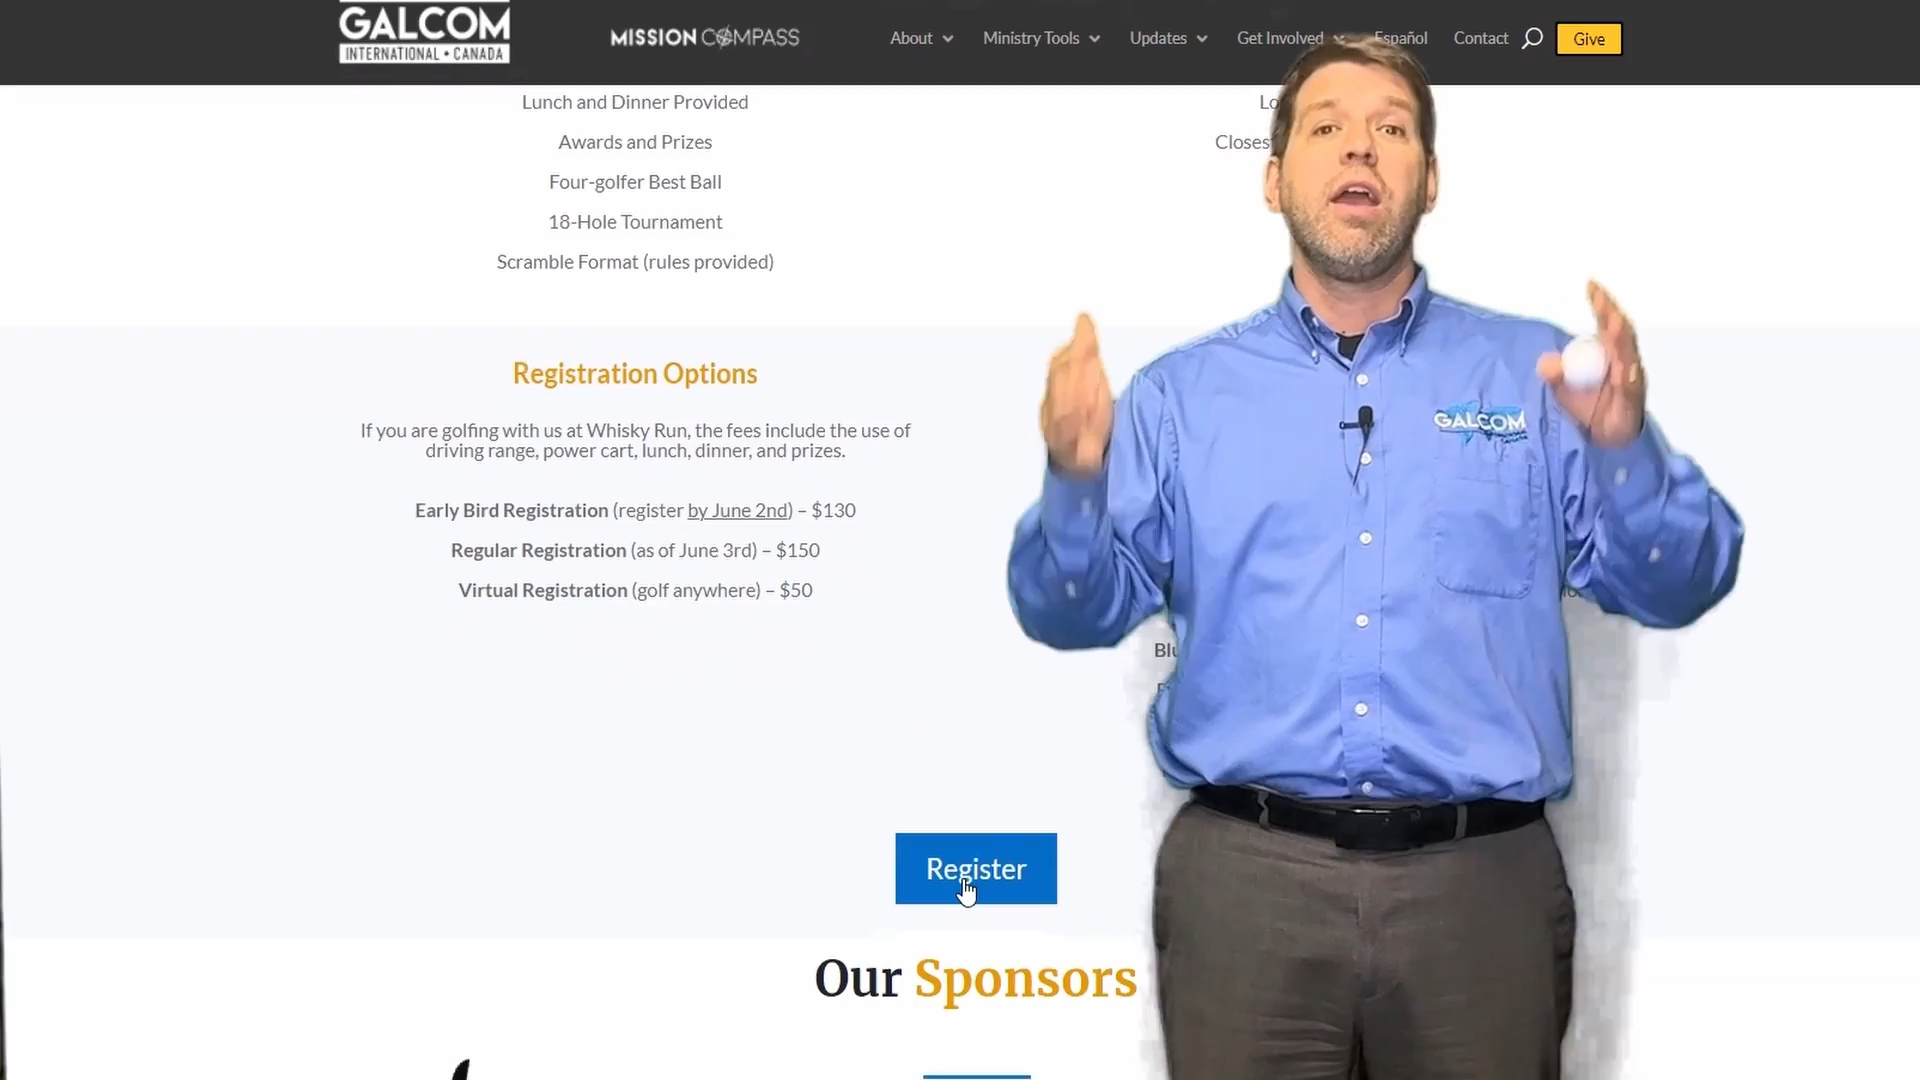 GALCOM
INTERNATIONAL • CANADA
MISSION COMPASS
About
Ministry Tools
Updates
Get Involved
Español
Contact
Give
Lunch and Dinner Provided
Awards and Prizes
Four-golfer Best Ball
18-Hole Tournament
Scramble Format (rules provided)
Registration Options
If you are golfing with us at Whisky Run, the fees include the use of
driving range, power cart, lunch, dinner, and prizes.
Early Bird Registration (register by June 2nd) – $130
Regular Registration (as of June 3rd) – $150
Virtual Registration (golf anywhere) – $50
GALCOM
Register
Our Sponsors